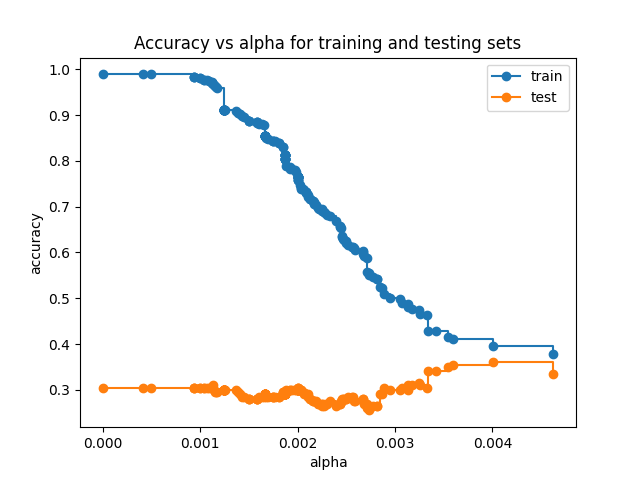 Accuracy vs alpha for training and testing sets
train
test
1.0
0.9
0.8
0.7
0.6
0.5
0.4
0.3
accuracy
0.000
0.001
0.002
0.003
0.004
alpha